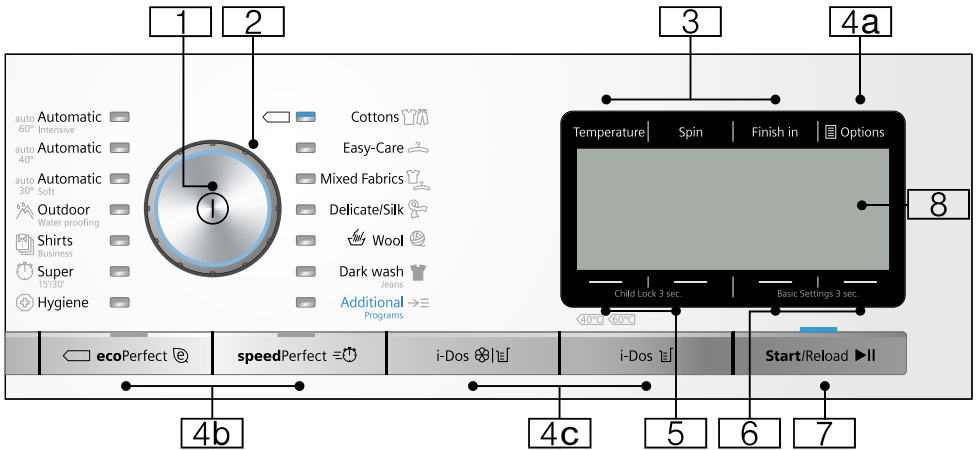 1 2 3 4a
auto 60° Automatic Intensive
Cottons
auto 40° Automatic
Easy-Care
auto 30° Automatic Soft
Mixed Fabrics
Outdoor Water proofing
Delicate/Silk
Shirts Business
Wool
Super 15'/30'
Dark wash Jeans
Hygiene
Additional Programs
Temperature Spin Finish in Options
8
Child Lock 3 sec. Basic Settings 3 sec.
40°C 60°C
ecoPerfect e speedPerfect i-Dos i-Dos Start/Reload
4b 4c 5 6 7